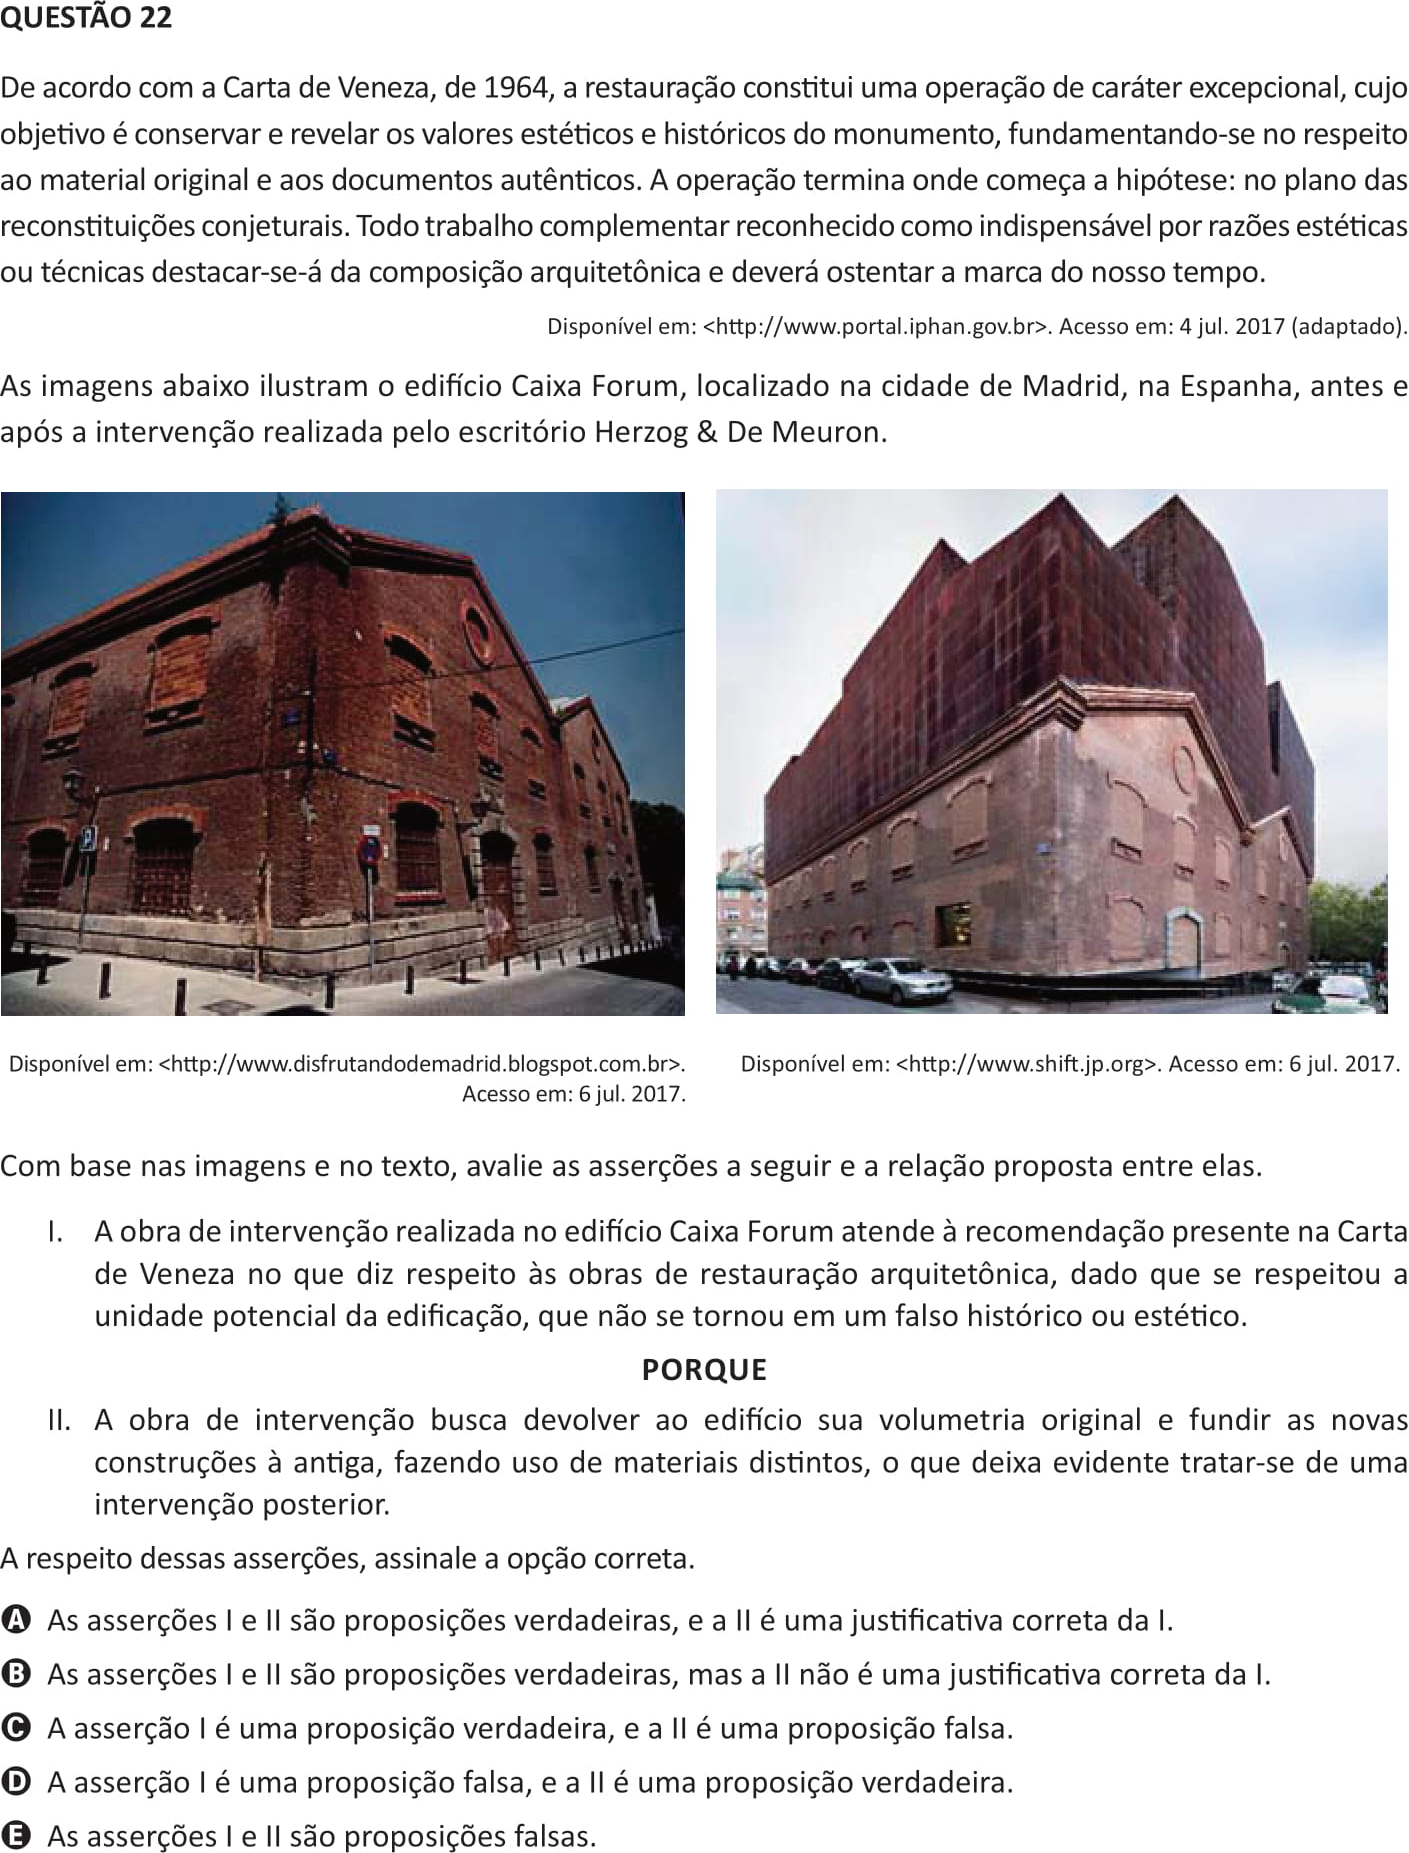 QUESTÃO 22
De acordo com a Carta de Veneza, de 1964, a restauração constitui uma operação de caráter excepcional, cujo
objetivo é conservar e revelar os valores estéticos e históricos do monumento, fundamentando-se no respeito
ao material original e aos documentos autênticos. A operação termina onde começa a hipótese: no plano das
reconstituições conjeturais. Todo trabalho complementar reconhecido como indispensável por razões estéticas
ou técnicas destacar-se-á da composição arquitetônica e deverá ostentar a marca do nosso tempo.
Disponível em: <http://www.portal.iphan.gov.br>. Acesso em: 4 jul. 2017 (adaptado).
As imagens abaixo ilustram o edifício Caixa Forum, localizado na cidade de Madrid, na Espanha, antes e
após a intervenção realizada pelo escritório Herzog & De Meuron.
Disponível em: <http://www.disfrutandodemadrid.blogspot.com.br>.
Acesso em: 6 jul. 2017.
Disponível em: <http://www.shift.jp.org>. Acesso em: 6 jul. 2017.
Com base nas imagens e no texto, avalie as asserções a seguir e a relação proposta entre elas.
I. A obra de intervenção realizada no edifício Caixa Forum atende à recomendação presente na Carta
de Veneza no que diz respeito às obras de restauração arquitetônica, dado que se respeitou a
unidade potencial da edificação, que não se tornou em um falso histórico ou estético.
PORQUE
II. A obra de intervenção busca devolver ao edifício sua volumetria original e fundir as novas
construções à antiga, fazendo uso de materiais distintos, o que deixa evidente tratar-se de uma
intervenção posterior.
A respeito dessas asserções, assinale a opção correta.
A As asserções I e II são proposições verdadeiras, e a II é uma justificativa correta da I.
B As asserções I e II são proposições verdadeiras, mas a II não é uma justificativa correta da I.
C A asserção I é uma proposição verdadeira, e a II é uma proposição falsa.
D A asserção I é uma proposição falsa, e a II é uma proposição verdadeira.
E As asserções I e II são proposições falsas.